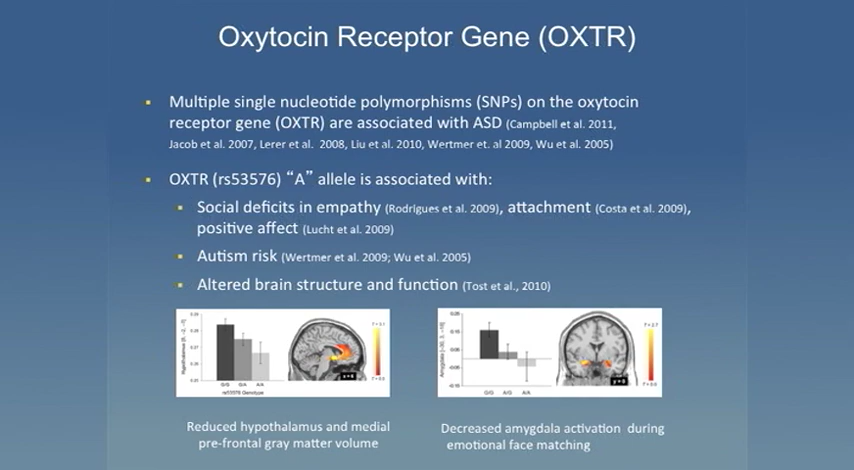 Oxytocin Receptor Gene (OXTR)
Multiple single nucleotide polymorphisms (SNPs) on the oxytocin
receptor gene (OXTR) are associated with ASD (Campbell et al. 2011,
Jacob et al. 2007, Lerer et al. 2008, Liu et al. 2010, Wertmer et. al 2009, Wu et al. 2005)
OXTR (rs53576) “A” allele is associated with:
Social deficits in empathy (Rodrigues et al. 2009), attachment (Costa et al. 2009),
positive affect (Lucht et al. 2009)
Autism risk (Wertmer et al. 2009; Wu et al. 2005)
Altered brain structure and function (Tost et al., 2010)
G/G G/A A/A
rs53576 Genotype
G/G A/G A/A
Reduced hypothalamus and medial
pre-frontal gray matter volume
Decreased amygdala activation during
emotional face matching